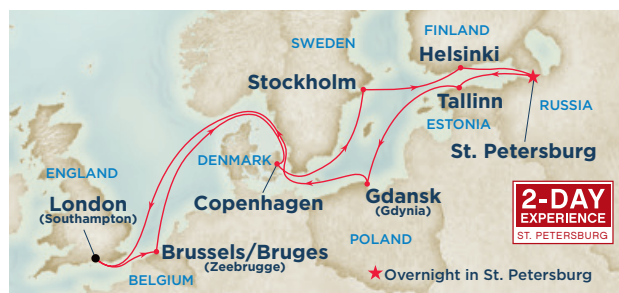 FINLAND
SWEDEN
Helsinki
Stockholm
Tallinn
RUSSIA
ESTONIA
St. Petersburg
DENMARK
ENGLAND
London
(Southampton)
Copenhagen
Gdansk
(Gdynia)
2-DAY
EXPERIENCE
ST. PETERSBURG
POLAND
Brussels/Bruges
(Zeebrugge)
BELGIUM
Overnight in St. Petersburg